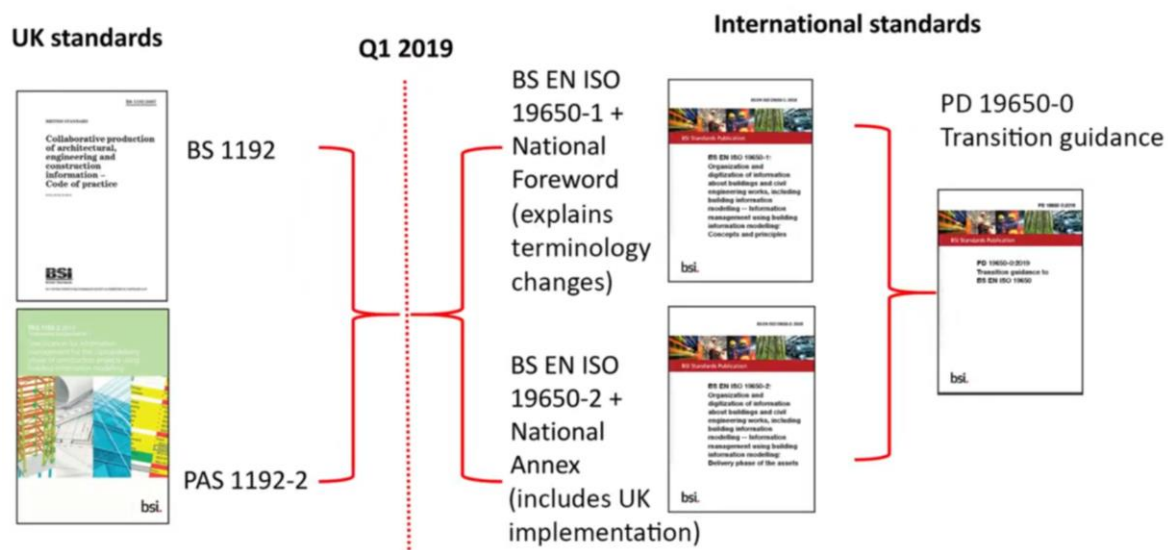 UK standards
Q1 2019
International standards
BS 1192
PAS 1192-2
BS EN ISO
19650-1 +
National
Foreword
(explains
terminology
changes)
BS EN ISO
19650-2 +
National
Annex
(includes UK
implementation)
PD 19650-0
Transition guidance
BRITISH STANDARD
Collaborative production
of architectural,
engineering and
construction
information –
Code of practice
BSi
bsi.
BSI Standards Publication
BS EN ISO 19650-1:
Organization and
digitization of information
about buildings and civil
engineering works, including
building information
modelling — Information
management using building
information modelling:
Concepts and principles
bsi.
BSI Standards Publication
BS EN ISO 19650-2:
Organization and
digitization of information
about buildings and civil
engineering works, including
building information
modelling — Information
management using building
information modelling:
Delivery phase of the assets
bsi.
PD 19650-0:2019
BSI Standards Publication
PD 19650-0:2019
Transition guidance to
BS EN ISO 19650
bsi.